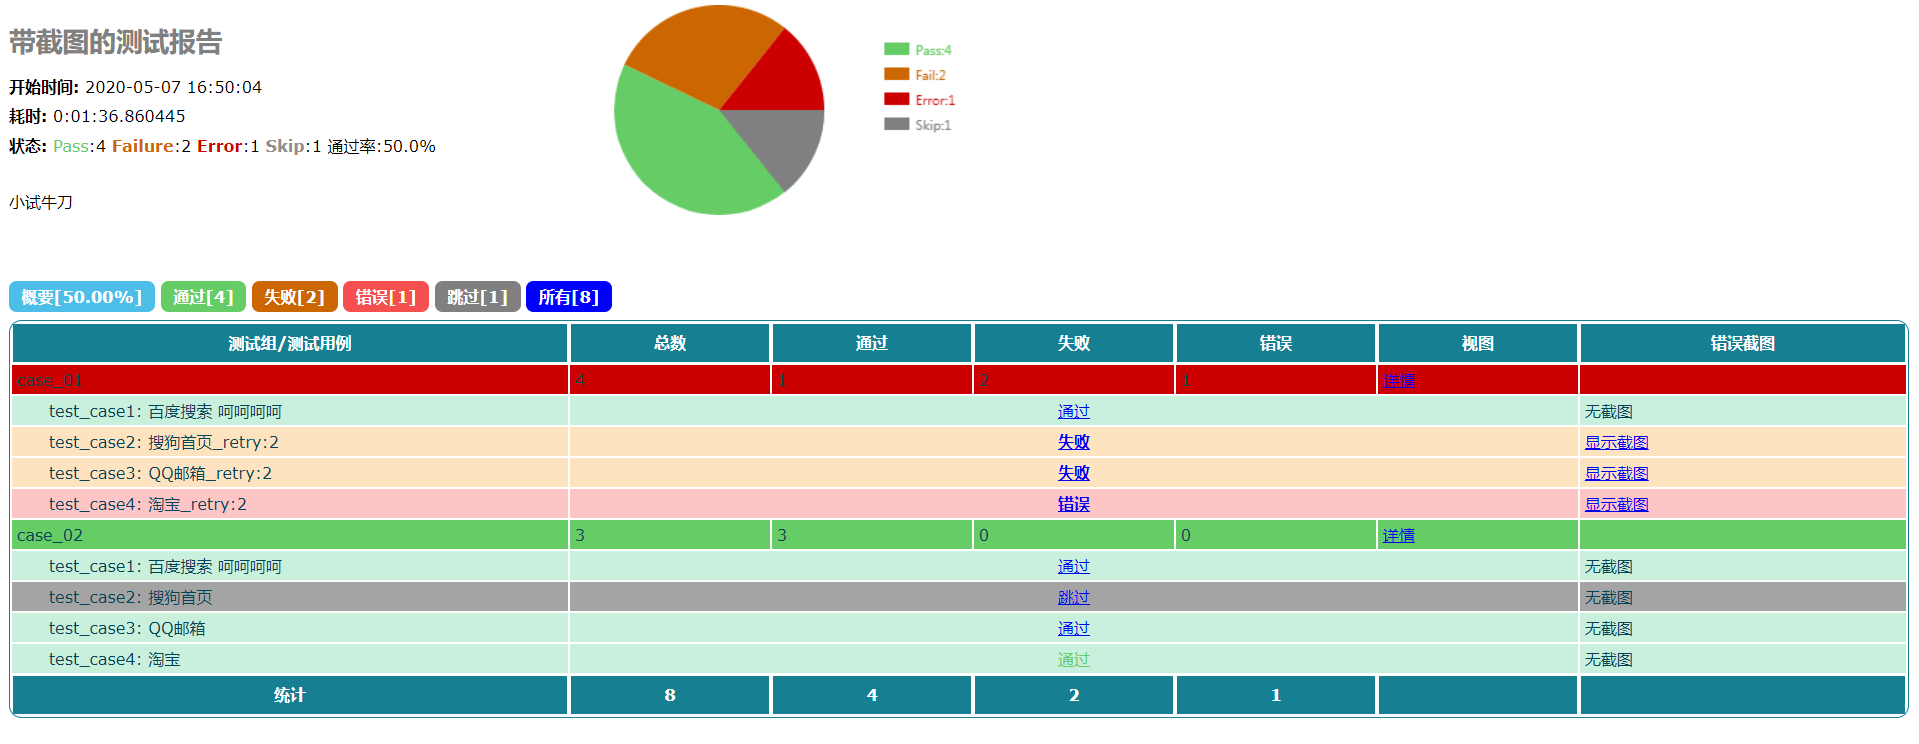 带截图的测试报告
开始时间: 2020-05-07 16:50:04
耗时: 0:01:36.860445
状态: Pass:4 Failure:2 Error:1 Skip:1 通过率:50.0%
小试牛刀
Pass:4
Fail:2
Error:1
Skip:1
概要[50.00%] 通过[4] 失败[2] 错误[1] 跳过[1] 所有[8]
测试组/测试用例 总数 通过 失败 错误 视图 错误截图
case_01 4 1 2 1 详情
test_case1: 百度搜索 呵呵呵呵 通过 无截图
test_case2: 搜狗首页_retry:2 失败 显示截图
test_case3: QQ邮箱_retry:2 失败 显示截图
test_case4: 淘宝_retry:2 错误 显示截图
case_02 3 3 0 0 详情
test_case1: 百度搜索 呵呵呵呵 通过 无截图
test_case2: 搜狗首页 跳过 无截图
test_case3: QQ邮箱 通过 无截图
test_case4: 淘宝 通过 无截图
统计 8 4 2 1